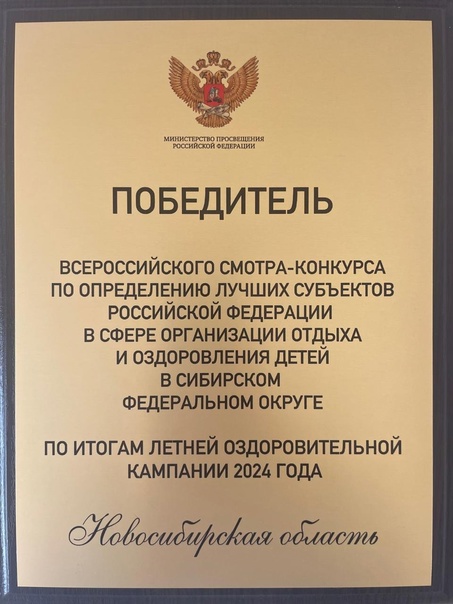 МИНИСТЕРСТВО ПРОСВЕЩЕНИЯ
РОССИЙСКОЙ ФЕДЕРАЦИИ
ПОБЕДИТЕЛЬ
ВСЕРОССИЙСКОГО СМОТРА-КОНКУРСА
ПО ОПРЕДЕЛЕНИЮ ЛУЧШИХ СУБЪЕКТОВ
РОССИЙСКОЙ ФЕДЕРАЦИИ
В СФЕРЕ ОРГАНИЗАЦИИ ОТДЫХА
И ОЗДОРОВЛЕНИЯ ДЕТЕЙ
В СИБИРСКОМ
ФЕДЕРАЛЬНОМ ОКРУГЕ
ПО ИТОГАМ ЛЕТНЕЙ ОЗДОРОВИТЕЛЬНОЙ
КАМПАНИИ 2024 ГОДА
Новосибирская область